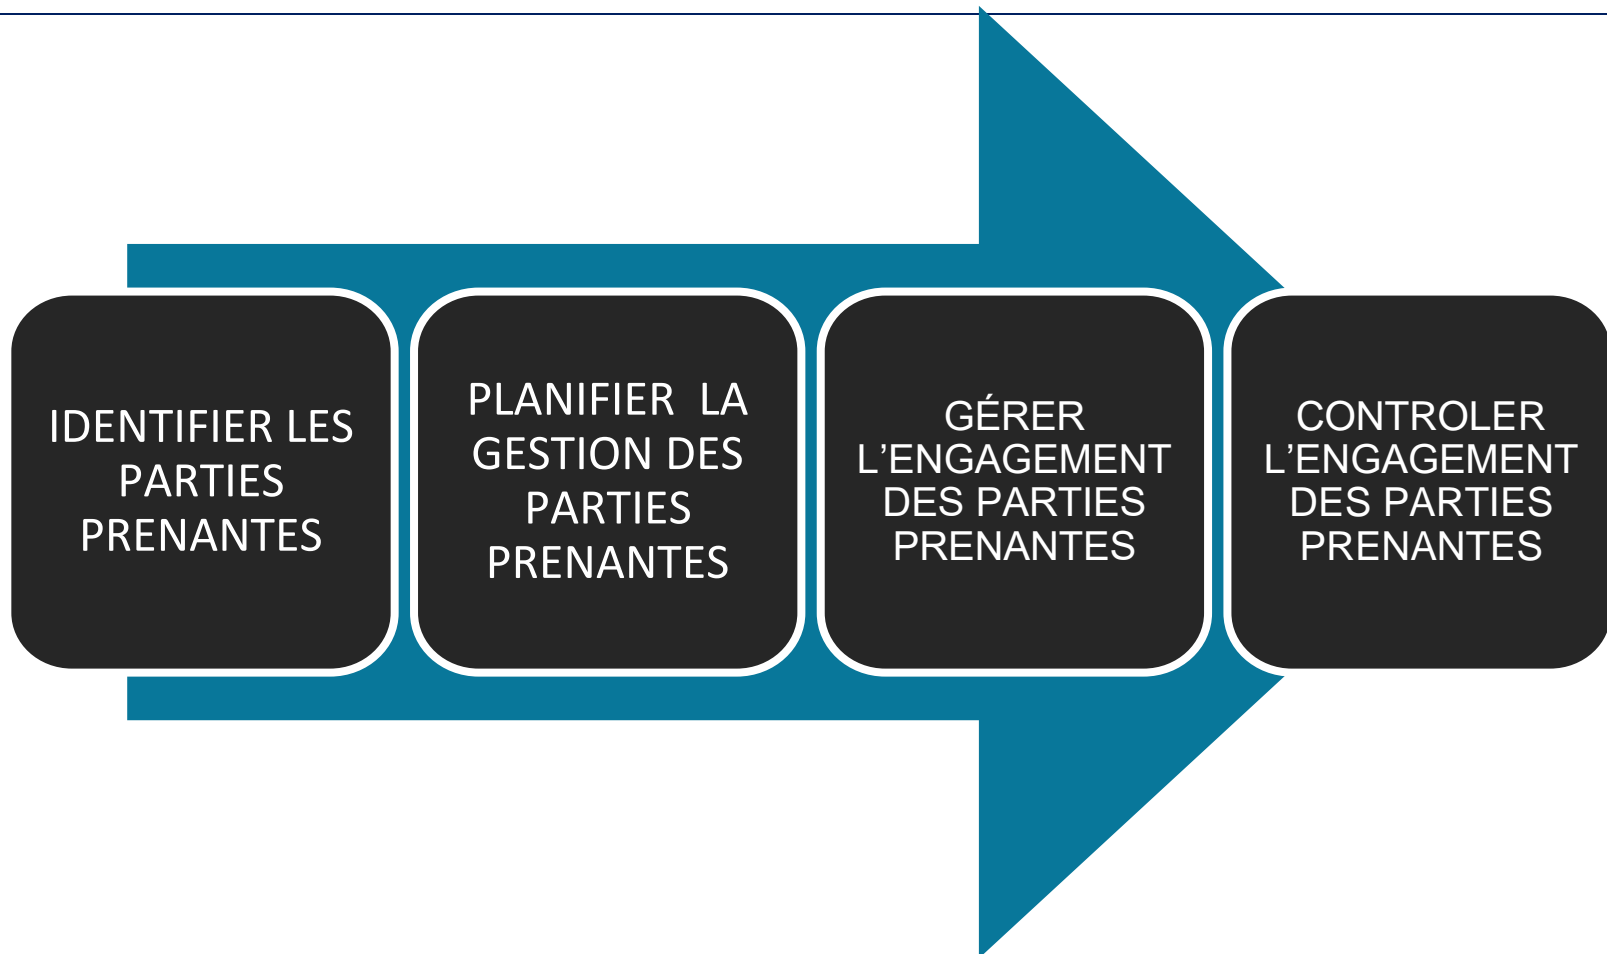 IDENTIFIER LES
PARTIES
PRENANTES
PLANIFIER  LA
GESTION DES
PARTIES
PRENANTES
GÉRER
L’ENGAGEMENT
DES PARTIES
PRENANTES
CONTROLER
L’ENGAGEMENT
DES PARTIES
PRENANTES